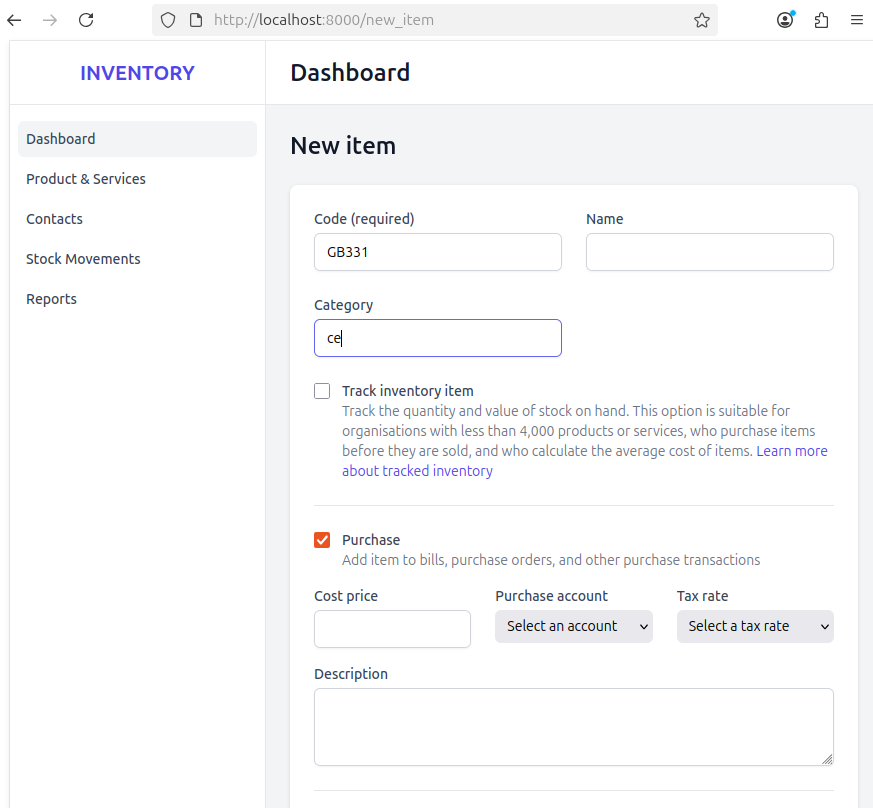 http://localhost:8000/new_item
INVENTORY
Dashboard
Dashboard
Product & Services
Contacts
Stock Movements
Reports
New item
Code (required)
Name
GB331
Category
ce
Track inventory item
Track the quantity and value of stock on hand. This option is suitable for
organisations with less than 4,000 products or services, who purchase items
before they are sold, and who calculate the average cost of items. Learn more
about tracked inventory
Purchase
Add item to bills, purchase orders, and other purchase transactions
Cost price
Purchase account
Tax rate
Select an account
Select a tax rate
Description